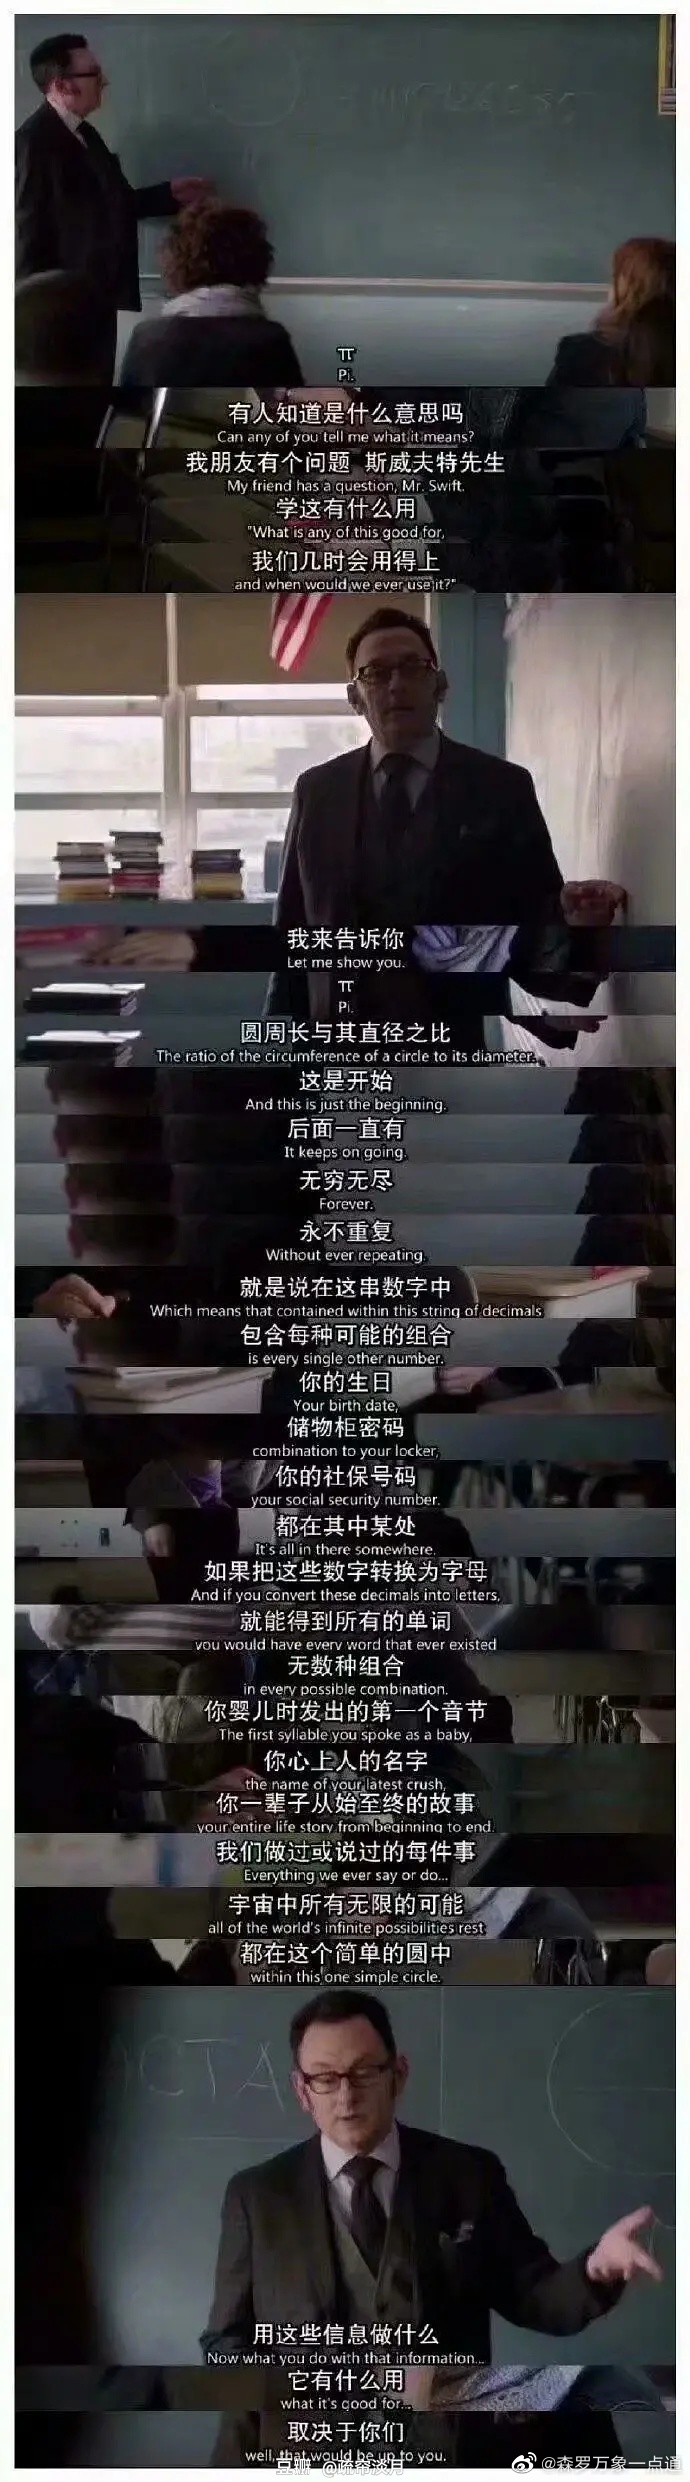 π
Pi.
有人知道是什么意思吗
Can any of you tell me what it means?
我朋友有个问题 斯威夫特先生
My friend has a question, Mr. Swift.
学这有什么用
"What is any of this good for,
我们几时会用得上
and when would we ever use it?"
我来告诉你
Let me show you.
π
Pi.
圆周长与其直径之比
The ratio of the circumference of a circle to its diameter.
这是开始
And this is just the beginning.
后面一直有
It keeps on going.
无穷无尽
Forever.
永不重复
Without ever repeating.
就是说在这串数字中
Which means that contained within this string of decimals
包含每种可能的组合
is every single other number.
你的生日
Your birth date,
储物柜密码
combination to your locker,
你的社保号码
your social security number.
都在其中某处
It's all in there somewhere.
如果把这些数字转换为字母
And if you convert these decimals into letters,
就能得到所有的单词
you would have every word that ever existed
无数种组合
in every possible combination.
你婴儿时发出的第一个音节
The first syllable you spoke as a baby,
你心上人的名字
the name of your latest crush,
你一辈子从始至终的故事
your entire life story from beginning to end.
我们做过或说过的每件事
Everything we ever say or do...
宇宙中所有无限的可能
all of the world's infinite possibilities rest
都在这个简单的圆中
within this one simple circle.
CTA
用这些信息做什么
Now what you do with that information...
它有什么用
what it's good for...
取决于你们
well, that would be up to you.
豆瓣 @疏帘淡月
@森罗万象一点通